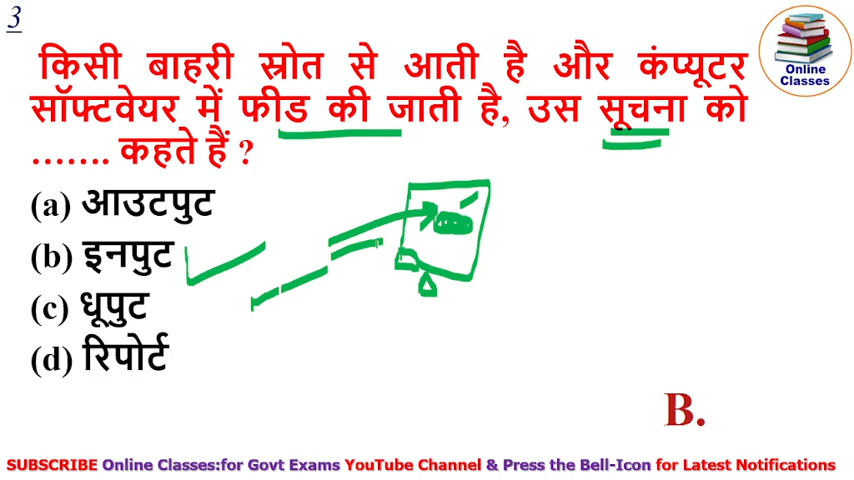 3
किसी बाहरी स्रोत से आती है और कंप्यूटर
सॉफ्टवेयर में फीड की जाती है, उस सूचना को
……. कहते हैं ?
(a) आउटपुट
(b) इनपुट
(c) धूपुट
(d) रिपोर्ट
B.
Online
Classes
SUBSCRIBE Online Classes:for Govt Exams YouTube Channel & Press the Bell-Icon for Latest Notifications